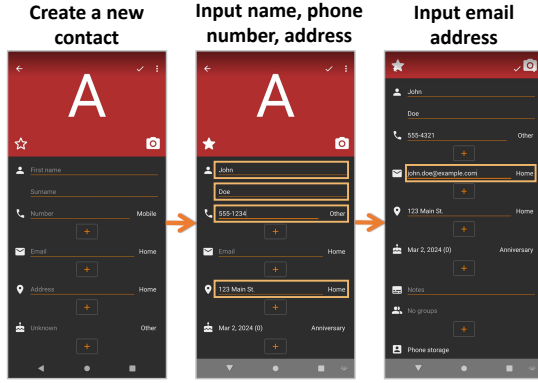 Create a new
contact
Input name, phone
number, address
Input email
address
A
First name
Surname
Number Mobile
+
Email Home
+
Address Home
+
Unknown Other
+
A
John
Doe
555-1234 Other
+
Email Home
+
123 Main St. Home
+
Mar 2, 2024 (0) Anniversary
+
John
Doe
555-4321 Other
+
john.doe@example.com Home
+
123 Main St. Home
+
Mar 2, 2024 (0) Anniversary
+
Notes
No groups
+
Phone storage